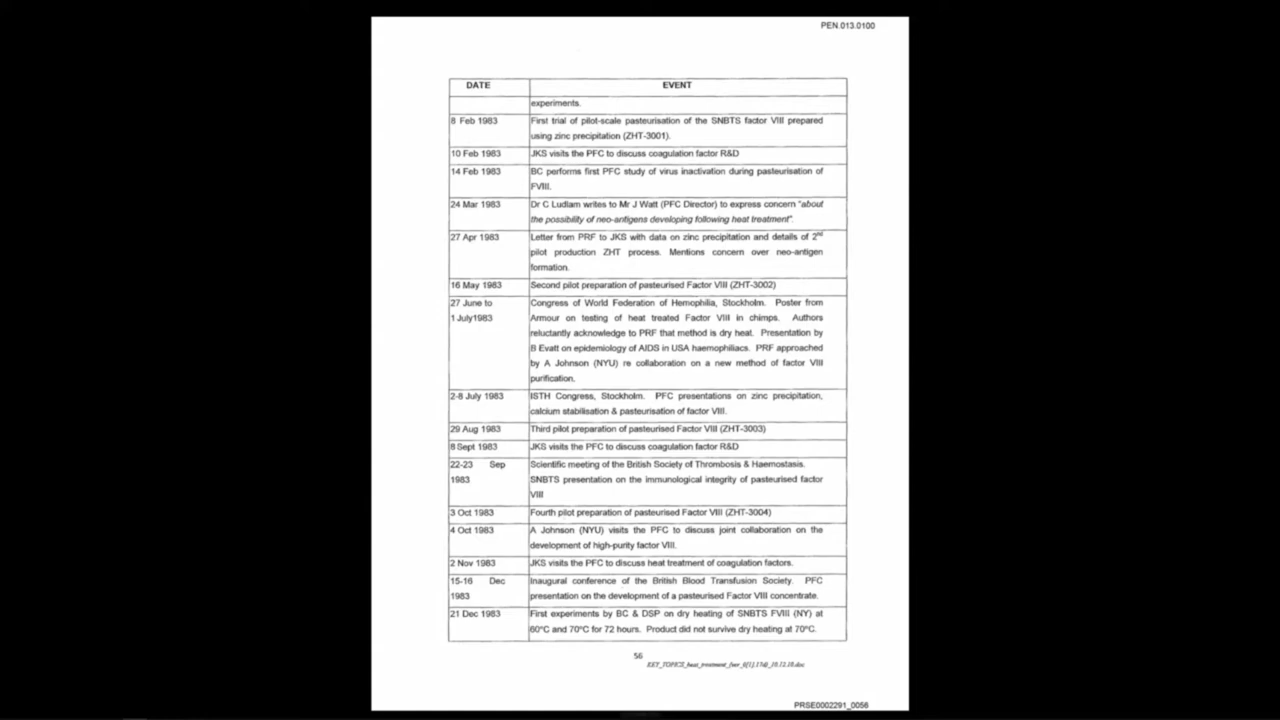 PEN.013.0100
DATE EVENT
experiments.
8 Feb 1983 First trial of pilot-scale pasteurisation of the SNBTS factor VIII prepared
using zinc precipitation (ZHT-3001).
10 Feb 1983 JKS visits the PFC to discuss coagulation factor R&D
14 Feb 1983 BC performs first PFC study of virus inactivation during pasteurisation of
FVIII.
24 Mar 1983 Dr C Ludlam writes to Mr J Watt (PFC Director) to express concern "about
the possibility of neo-antigens developing following heat treatment".
27 Apr 1983 Letter from PRF to JKS with data on zinc precipitation and details of 2nd
pilot production ZHT process. Mentions concern over neo-antigen
formation.
16 May 1983 Second pilot preparation of pasteurised Factor VIII (ZHT-3002)
27 June to Congress of World Federation of Hemophilia, Stockholm. Poster from
1 July1983 Armour on testing of heat treated Factor VIII in chimps. Authors
reluctantly acknowledge to PRF that method is dry heat. Presentation by
B Evatt on epidemiology of AIDS in USA haemophiliacs. PRF approached
by A Johnson (NYU) re collaboration on a new method of factor VIII
purification.
2-8 July 1983 ISTH Congress, Stockholm. PFC presentations on zinc precipitation,
calcium stabilisation & pasteurisation of factor VIII.
29 Aug 1983 Third pilot preparation of pasteurised Factor VIII (ZHT-3003)
8 Sept 1983 JKS visits the PFC to discuss coagulation factor R&D
22-23 Sep Scientific meeting of the British Society of Thrombosis & Haemostasis.
1983 SNBTS presentation on the immunological integrity of pasteurised factor
VIII
3 Oct 1983 Fourth pilot preparation of pasteurised Factor VIII (ZHT-3004)
4 Oct 1983 A Johnson (NYU) visits the PFC to discuss joint collaboration on the
development of high-purity factor VIII.
2 Nov 1983 JKS visits the PFC to discuss heat treatment of coagulation factors.
15-16 Dec Inaugural conference of the British Blood Transfusion Society. PFC
1983 presentation on the development of a pasteurised Factor VIII concentrate.
21 Dec 1983 First experiments by BC & DSP on dry heating of SNBTS FVIII (NY) at
60°C and 70°C for 72 hours. Product did not survive dry heating at 70°C.
56
PRSE0002291_0056